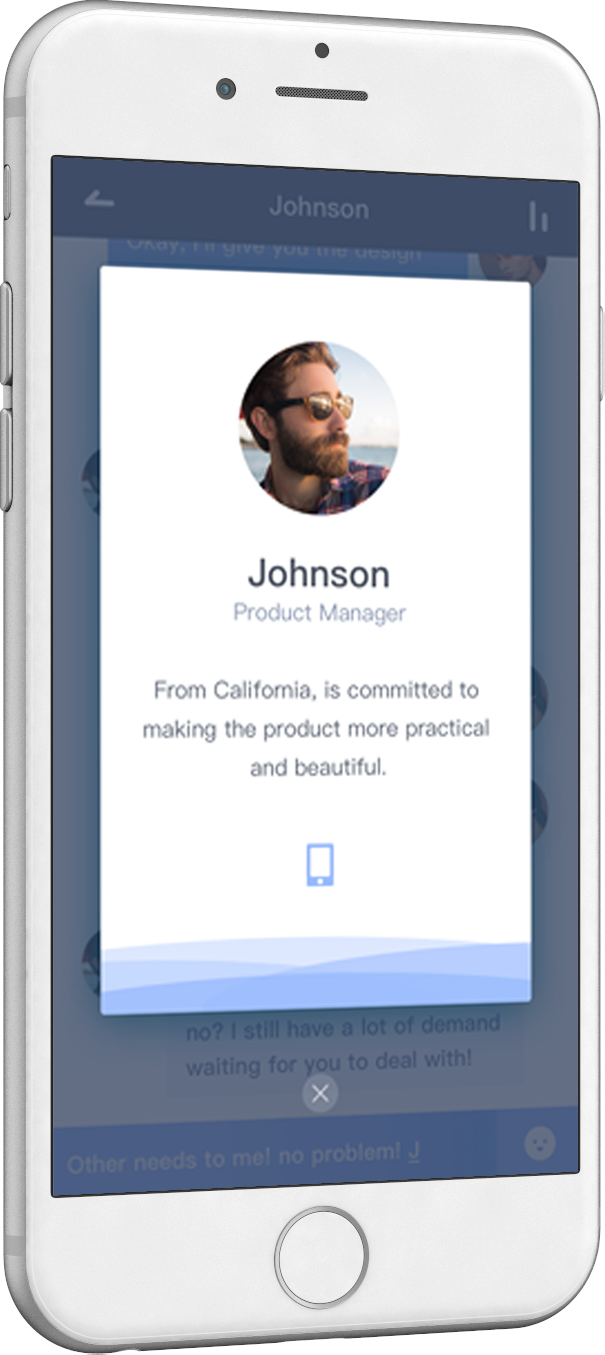 Johnson
Okay, I'll give you the design
Johnson
Product Manager
From California, is committed to
making the product more practical
and beautiful.
no? I still have a lot of demand
waiting for you to deal with!
Other needs to me! no problem! J